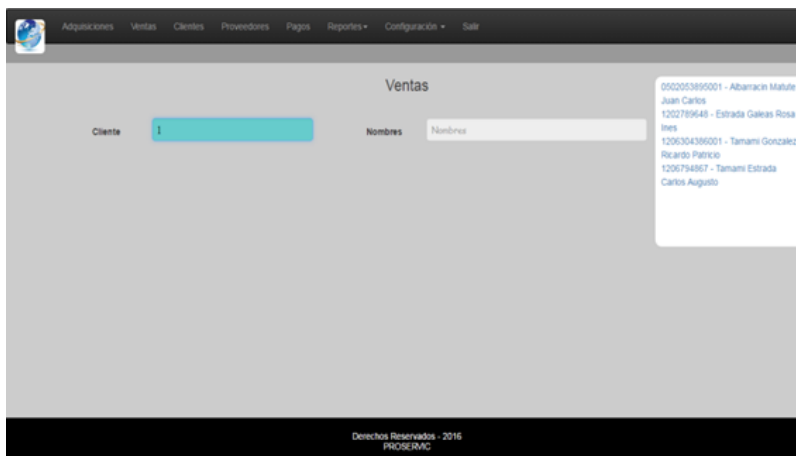 Adquisiciones Ventas Clientes Proveedores Pagos Reportes Configuración Salir
Ventas
Cliente 1 Nombres Nombres
0502053895001 - Albarracin Matute
Juan Carlos
1202789648 - Estrada Galeas Rosa
Ines
1206304386001 - Tamami Gonzalez
Ricardo Patricio
1206794867 - Tamami Estrada
Carlos Augusto
Derechos Reservados - 2016
PROSERVIC